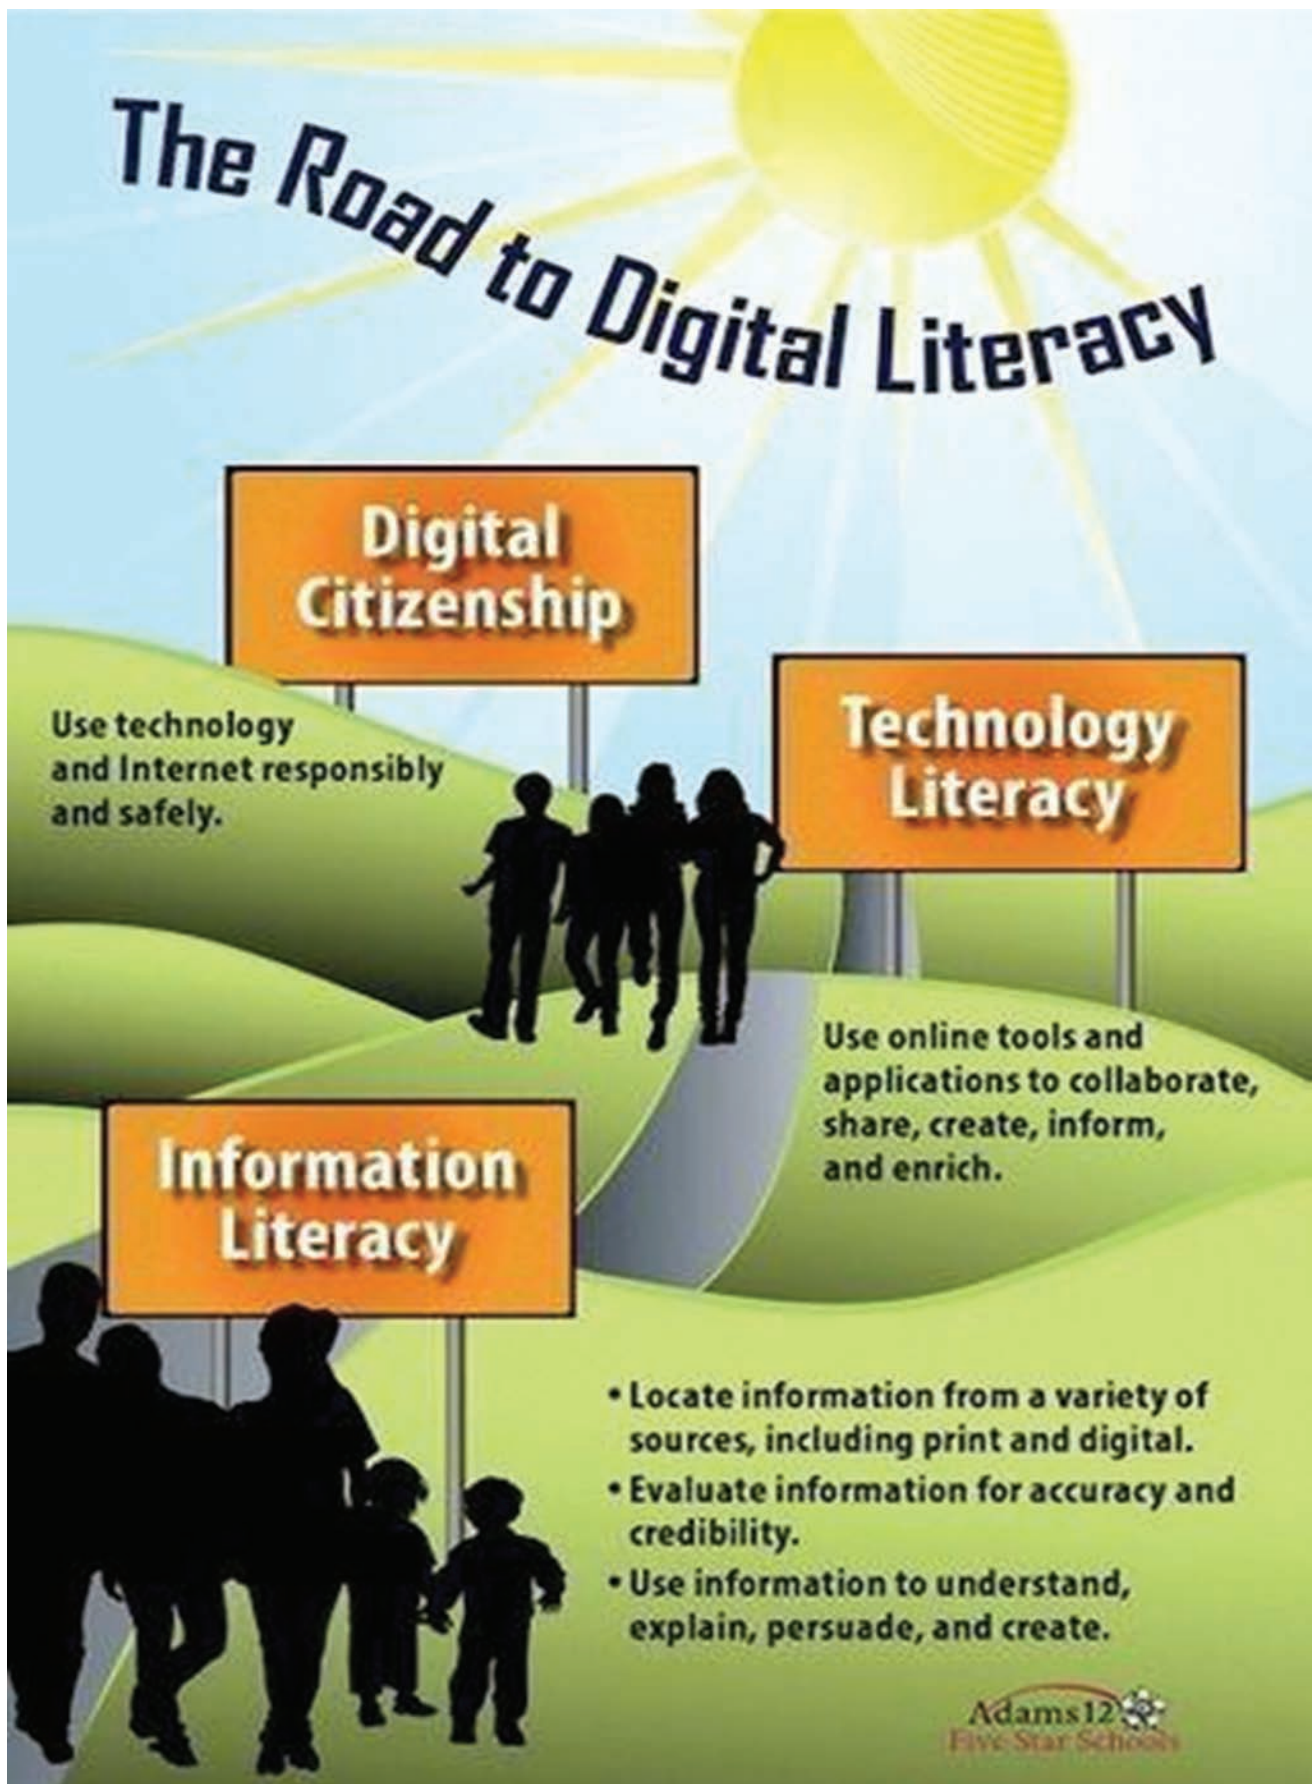 The Road to Digital Literacy
Digital
Citizenship
Use technology
and Internet responsibly
and safely.
Technology
Literacy
Use online tools and
applications to collaborate,
share, create, inform,
and enrich.
Information
Literacy
• Locate information from a variety of
sources, including print and digital.
• Evaluate information for accuracy and
credibility.
• Use information to understand,
explain, persuade, and create.
Adams12
Five Star Schools